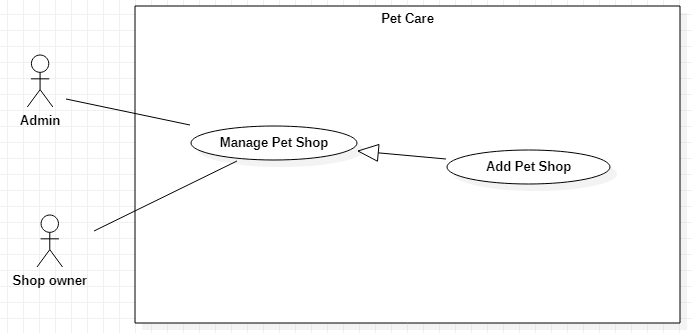 Pet Care
Admin
Manage Pet Shop
Add Pet Shop
Shop owner